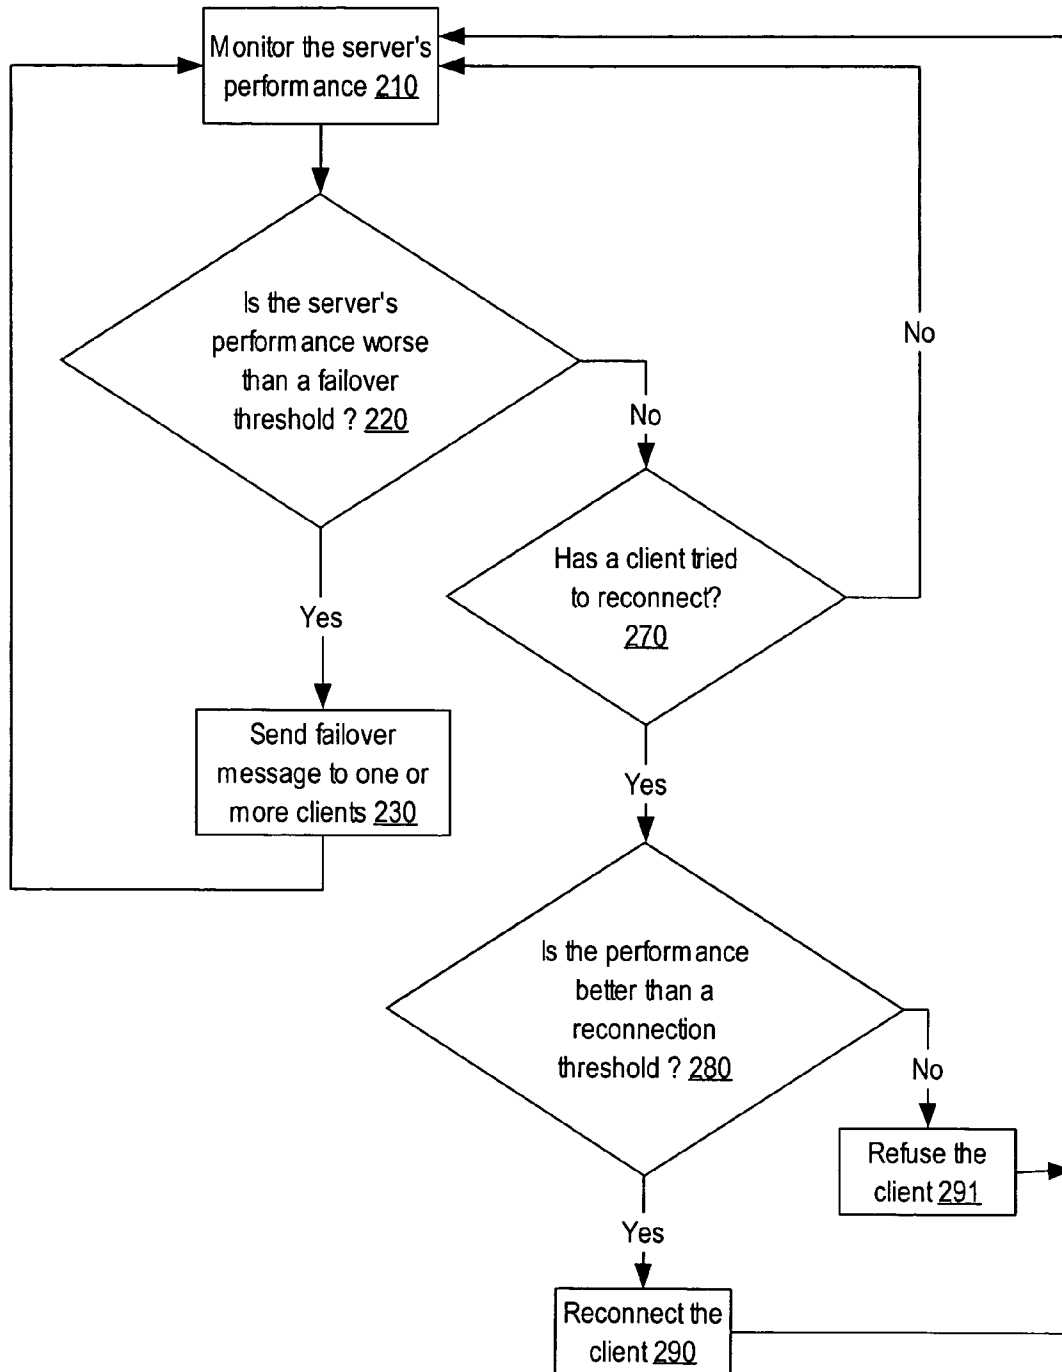 Monitor the server's
performance 210
Is the server's
performance worse
than a failover
threshold ? 220
No
No
Has a client tried
to reconnect?
270
Yes
Send failover
message to one or
more clients 230
Yes
Is the performance
better than a
reconnection
threshold ? 280
No
Refuse the
client 291
Yes
Reconnect the
client 290